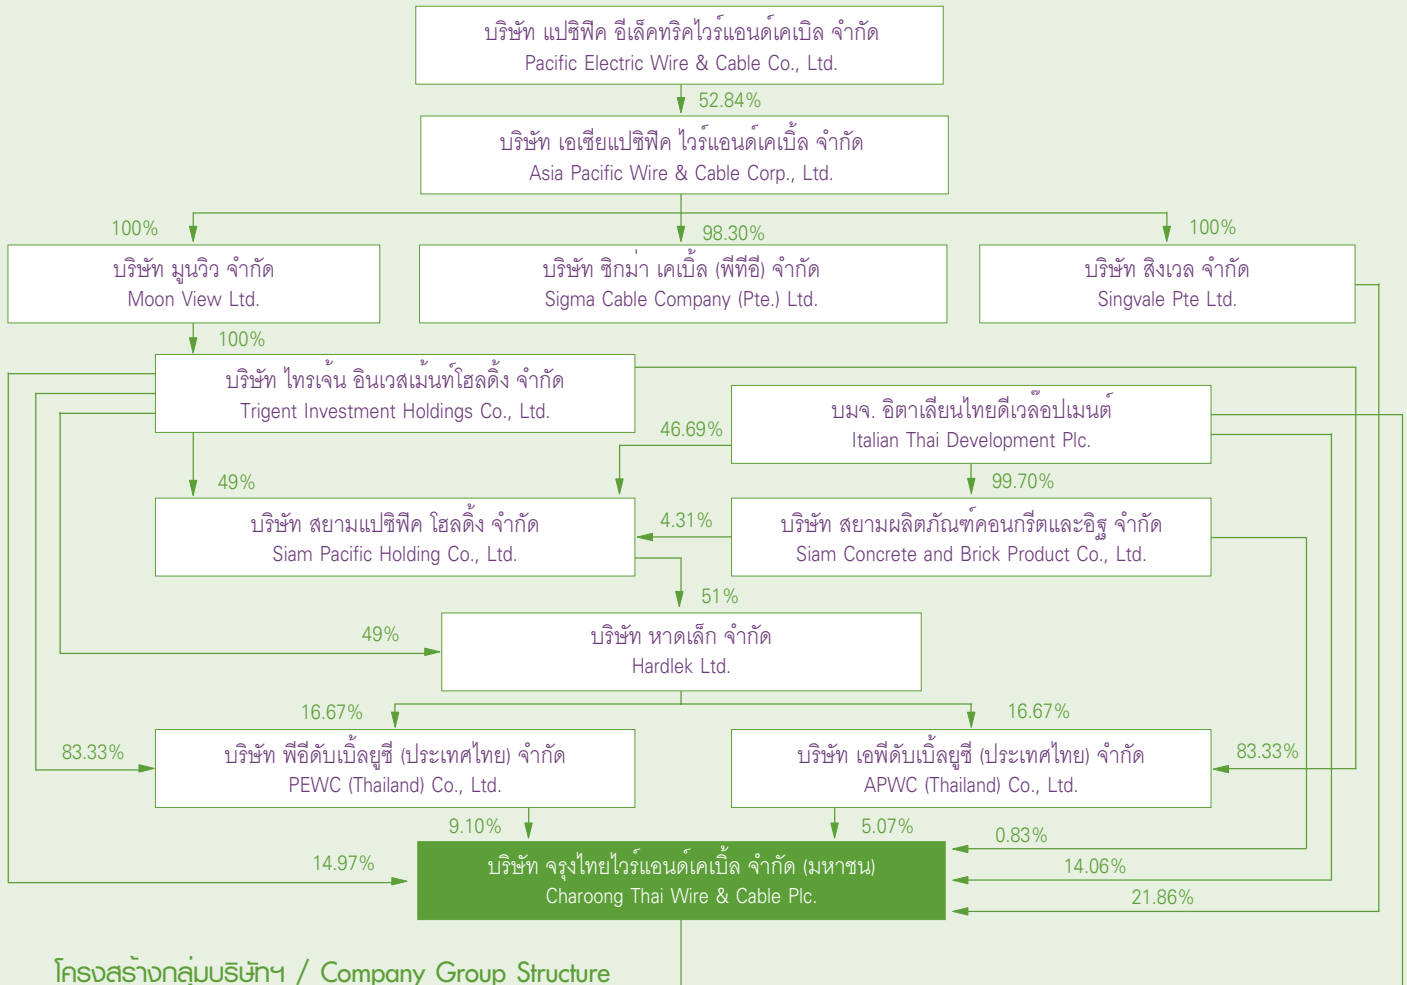 บริษัท แปซิฟิค อีเล็คทริคไวร์แอนด์เคเบิล จำกัด
Pacific Electric Wire & Cable Co., Ltd.
52.84%
บริษัท เอเซียแปซิฟิค ไวร์แอนด์เคเบิ้ล จำกัด
Asia Pacific Wire & Cable Corp., Ltd.
100%
98.30%
100%
บริษัท มูนวิว จำกัด
Moon View Ltd.
บริษัท ซิกม่า เคเบิ้ล (พีทีอี) จำกัด
Sigma Cable Company (Pte.) Ltd.
บริษัท สิงเวล จำกัด
Singvale Pte Ltd.
100%
บริษัท ไทรเจ้น อินเวสเม้นท์โฮลดิ้ง จำกัด
Trigent Investment Holdings Co., Ltd.
บมจ. อิตาเลียนไทยดีเวล๊อปเมนต์
Italian Thai Development Plc.
46.69%
49%
99.70%
บริษัท สยามแปซิฟิค โฮลดิ้ง จำกัด
Siam Pacific Holding Co., Ltd.
4.31%
บริษัท สยามผลิตภัณฑ์คอนกรีตและอิฐ จำกัด
Siam Concrete and Brick Product Co., Ltd.
51%
49%
บริษัท หาดเล็ก จำกัด
Hardlek Ltd.
16.67%
16.67%
83.33%
บริษัท พีอีดับเบิ้ลยูซี (ประเทศไทย) จำกัด
PEWC (Thailand) Co., Ltd.
บริษัท เอพีดับเบิ้ลยูซี (ประเทศไทย) จำกัด
APWC (Thailand) Co., Ltd.
83.33%
9.10%
5.07%
0.83%
14.97%
บริษัท จรุงไทยไวร์แอนด์เคเบิ้ล จำกัด (มหาชน)
Charoong Thai Wire & Cable Plc.
14.06%
21.86%
โครงสร้างกลุ่มบริษัทฯ / Company Group Structure